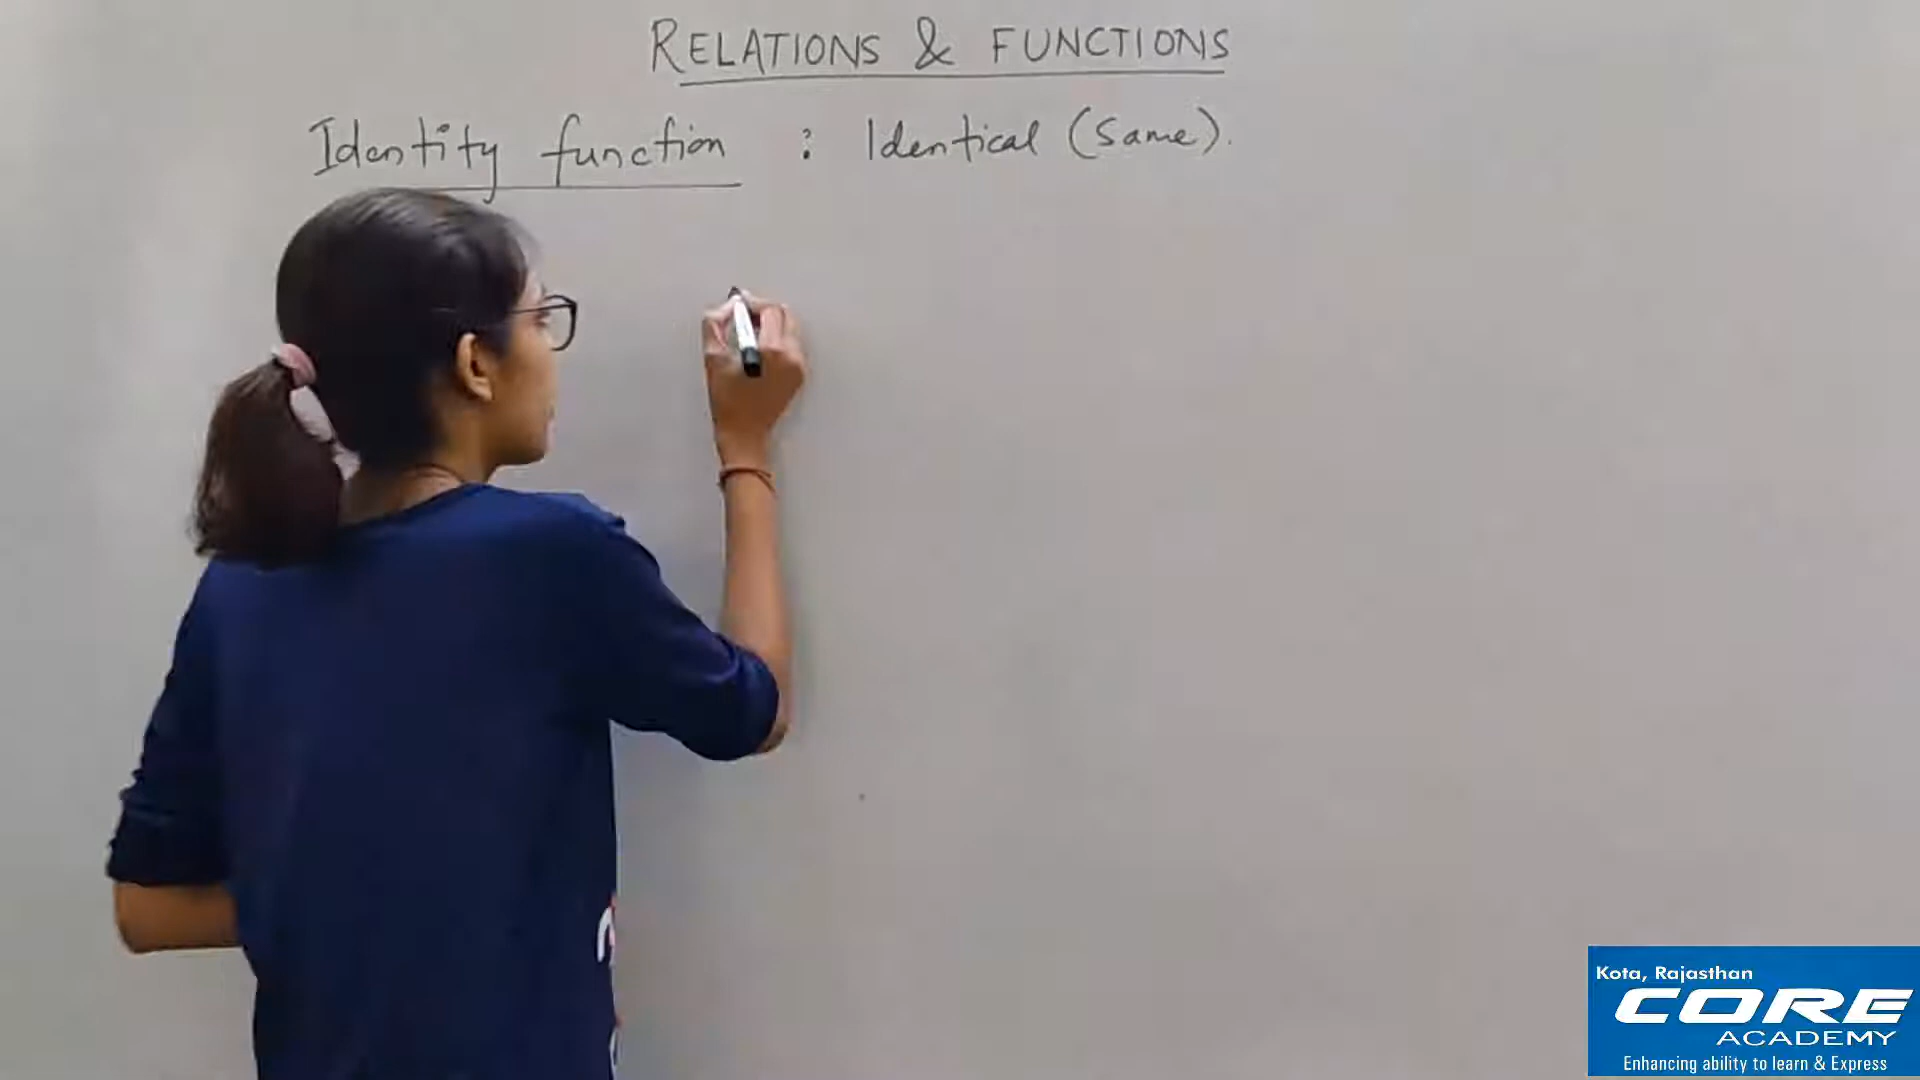 RELATIONS & FUNCTIONS
Identity function : Identical (Same).
Kota, Rajasthan
CORE
ACADEMY
Enhancing ability to learn & Express